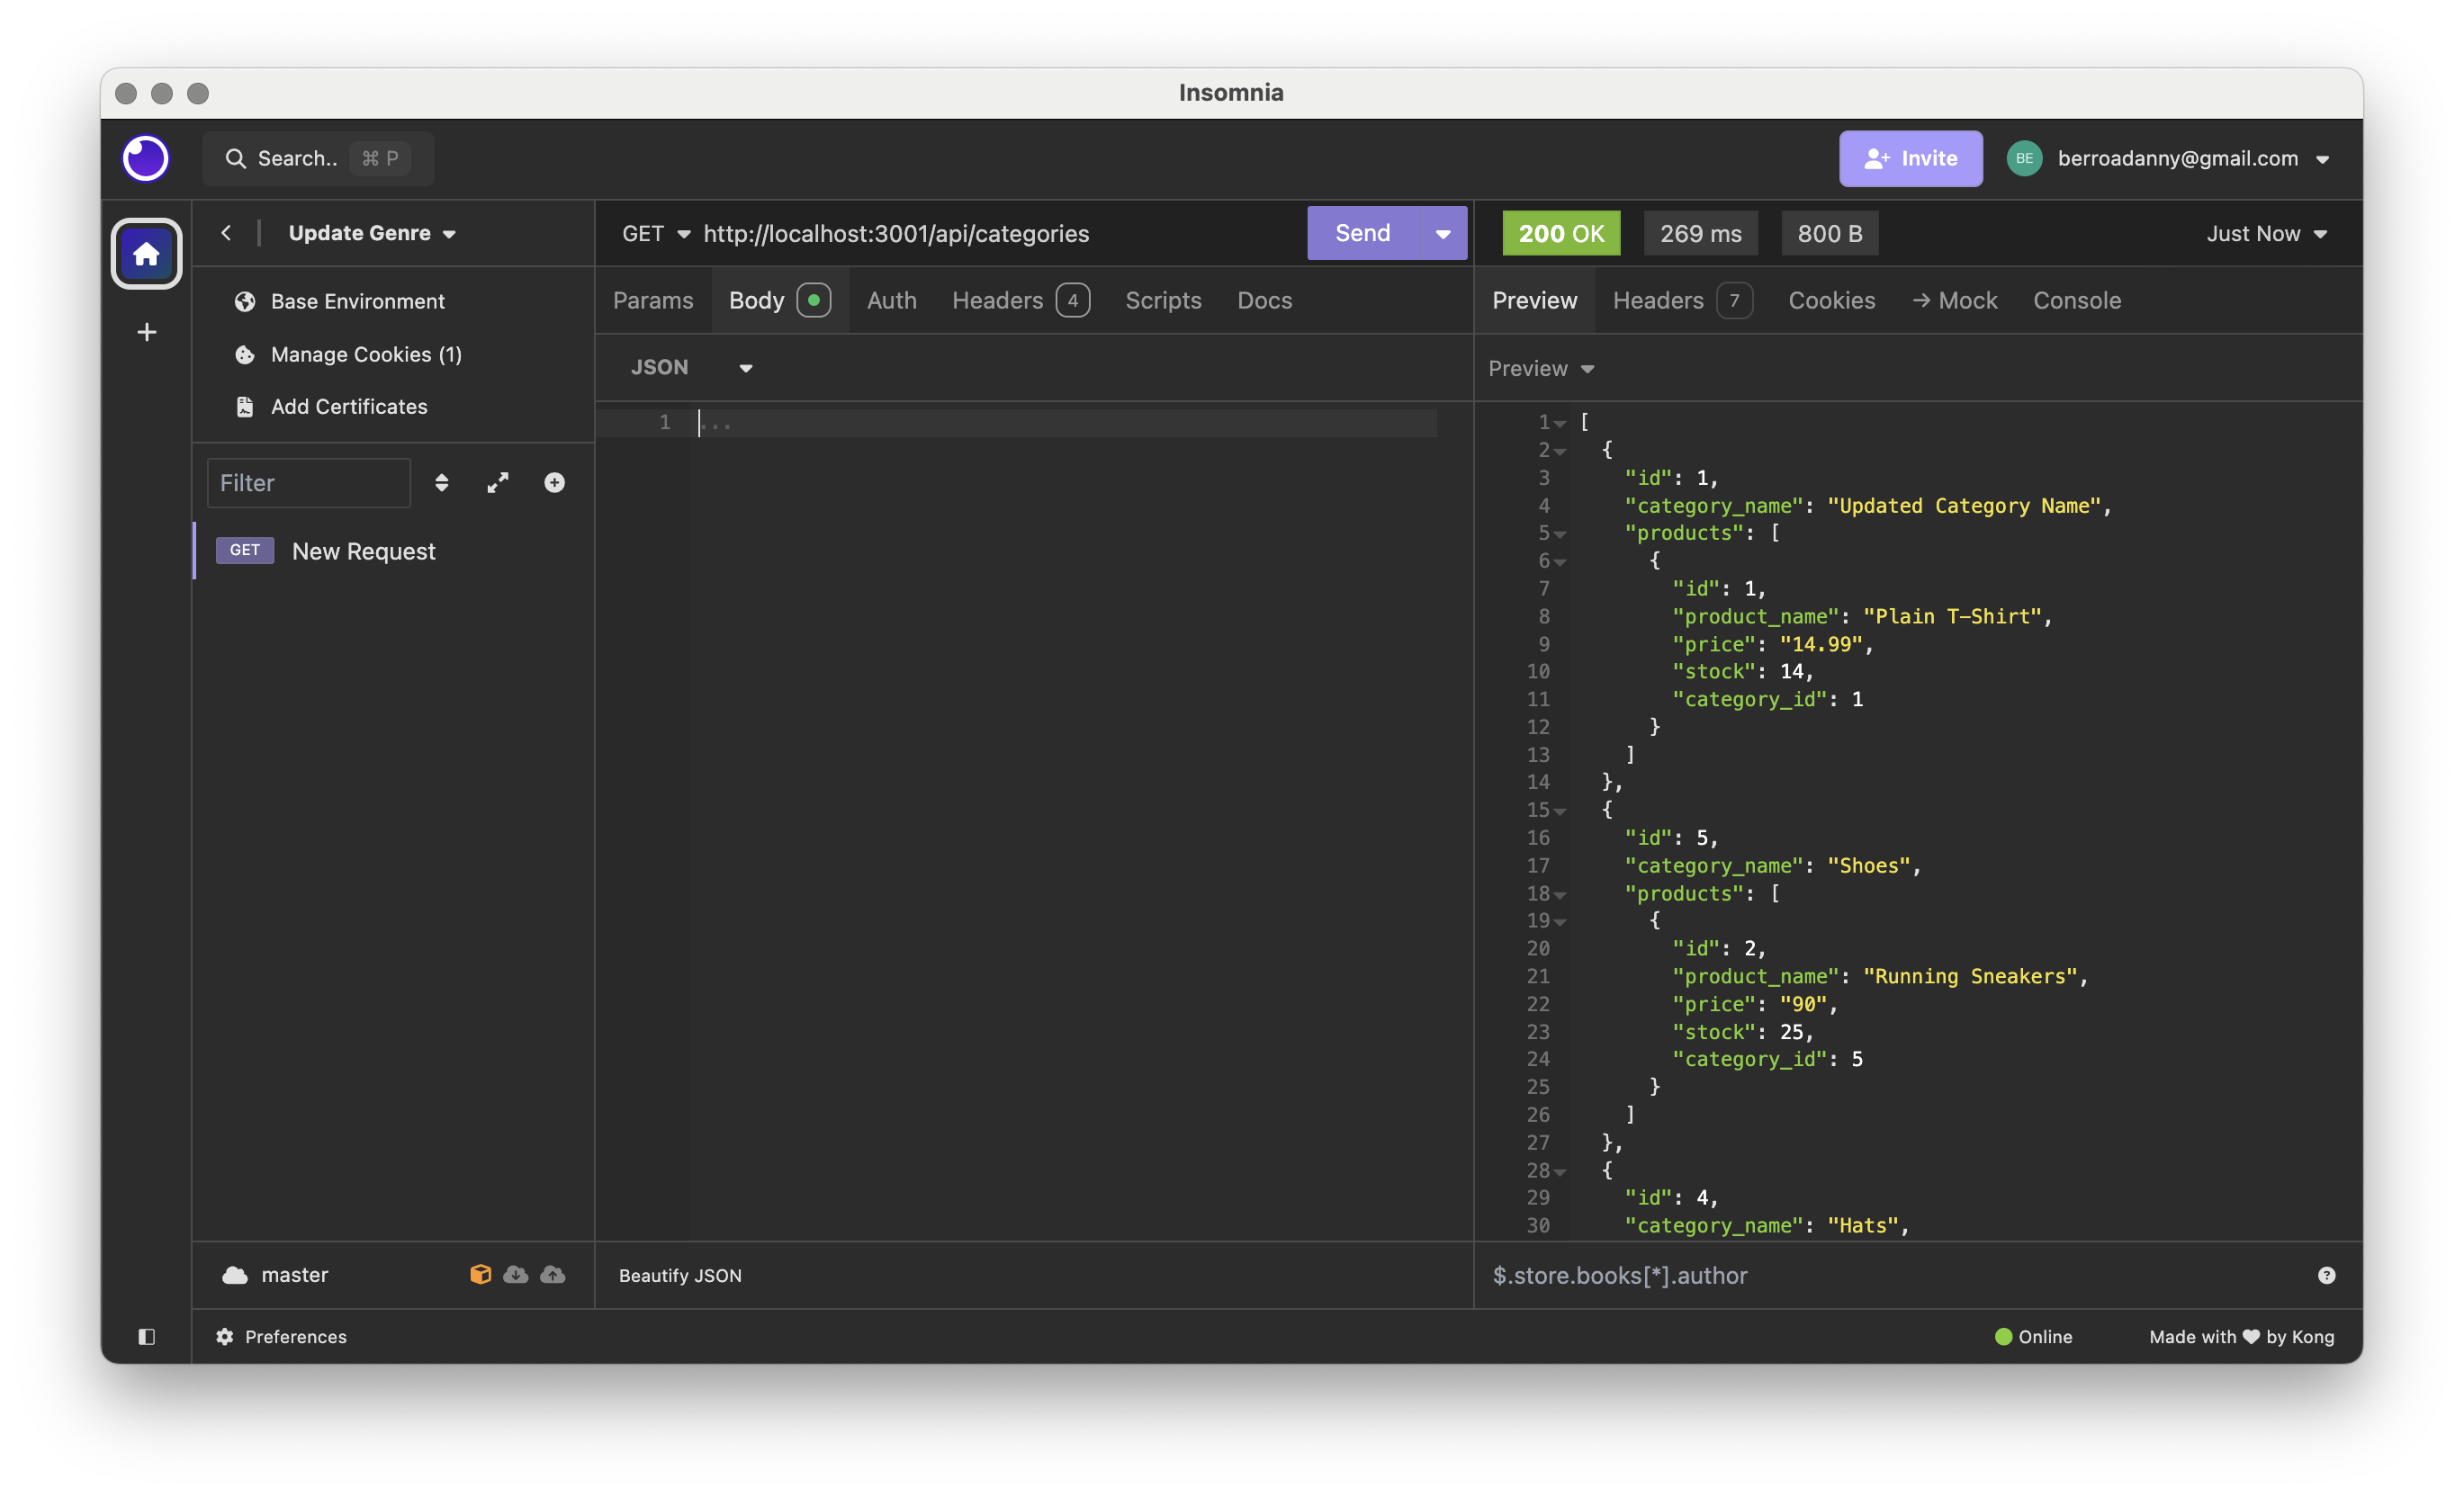 Insomnia
Search.. ⌘ P
Invite
BE berroadanny@gmail.com
Update Genre
Base Environment
Manage Cookies (1)
Add Certificates
Filter
GET New Request
master
Preferences
GET http://localhost:3001/api/categories Send
Params Body Auth Headers 4 Scripts Docs
JSON
1 ...
Beautify JSON
200 OK 269 ms 800 B Just Now
Preview Headers 7 Cookies → Mock Console
Preview
1 [
2 {
3 "id": 1,
4 "category_name": "Updated Category Name",
5 "products": [
6 {
7 "id": 1,
8 "product_name": "Plain T-Shirt",
9 "price": "14.99",
10 "stock": 14,
11 "category_id": 1
12 }
13 ]
14 },
15 {
16 "id": 5,
17 "category_name": "Shoes",
18 "products": [
19 {
20 "id": 2,
21 "product_name": "Running Sneakers",
22 "price": "90",
23 "stock": 25,
24 "category_id": 5
25 }
26 ]
27 },
28 {
29 "id": 4,
30 "category_name": "Hats",
$.store.books[*].author ?
Online
Made with ♥ by Kong